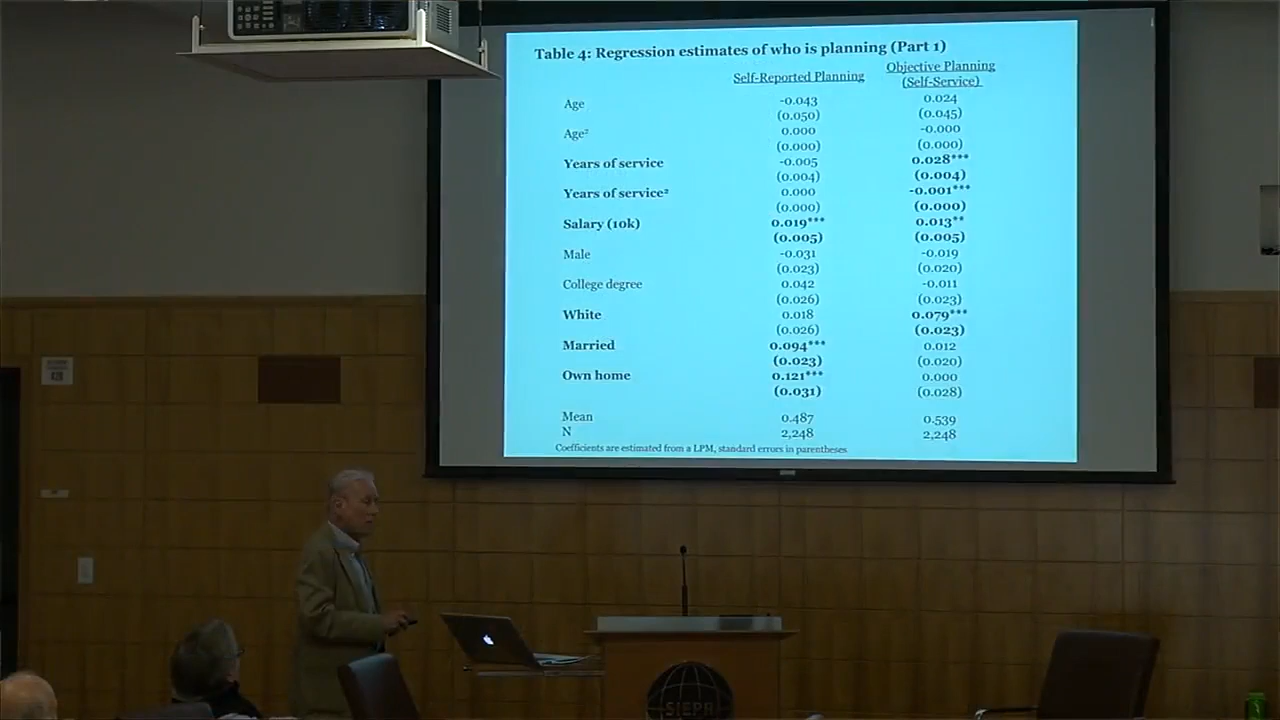 Table 4: Regression estimates of who is planning (Part 1)
Self-Reported Planning Objective Planning
(Self-Service)
Age -0.043 0.024
(0.050) (0.045)
Age² 0.000 -0.000
(0.000) (0.000)
Years of service -0.005 0.028***
(0.004) (0.004)
Years of service² 0.000 -0.001***
(0.000) (0.000)
Salary (10k) 0.019*** 0.013**
(0.005) (0.005)
Male -0.031 -0.019
(0.023) (0.020)
College degree 0.042 -0.011
(0.026) (0.023)
White 0.018 0.079***
(0.026) (0.023)
Married 0.094*** 0.012
(0.023) (0.020)
Own home 0.121*** 0.000
(0.031) (0.028)
Mean 0.487 0.539
N 2,248 2,248
Coefficients are estimated from a LPM, standard errors in parentheses
SIEPR